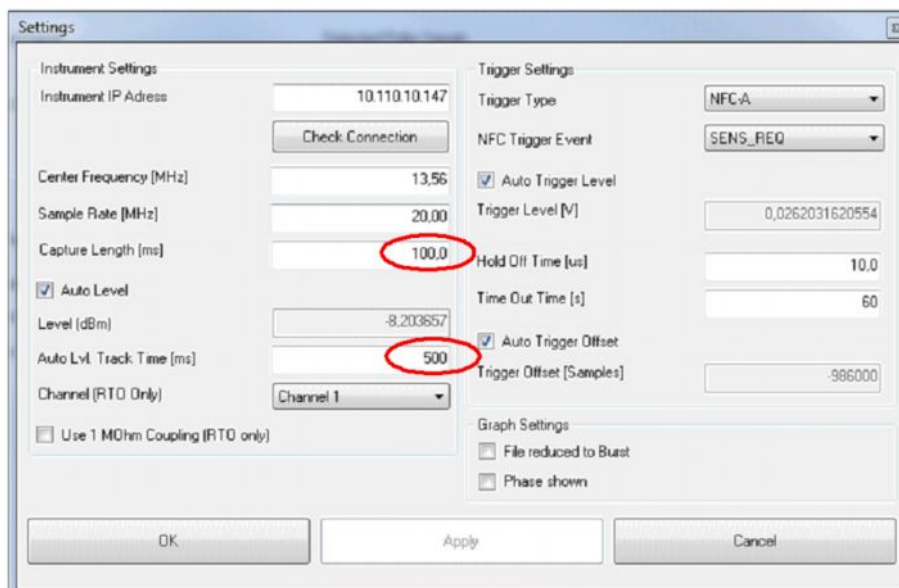 Settings
Instrument Settings
Instrument IP Adress
10.110.10.147
Check Connection
Center Frequency [MHz]
13,56
Sample Rate [MHz]
20,00
Capture Length [ms]
100,0
Auto Level
Level (dBm)
-8,203657
Auto Lvl. Track Time [ms]
500
Channel (RTO Only)
Channel 1
Use 1 MOhm Coupling (RTO only)
Trigger Settings
Trigger Type
NFC-A
NFC Trigger Event
SENS_REQ
Auto Trigger Level
Trigger Level [V]
0,0262031620554
Hold Off Time [us]
10,0
Time Out Time [s]
60
Auto Trigger Offset
Trigger Offset [Samples]
-986000
Graph Settings
File reduced to Burst
Phase shown
OK
Apply
Cancel